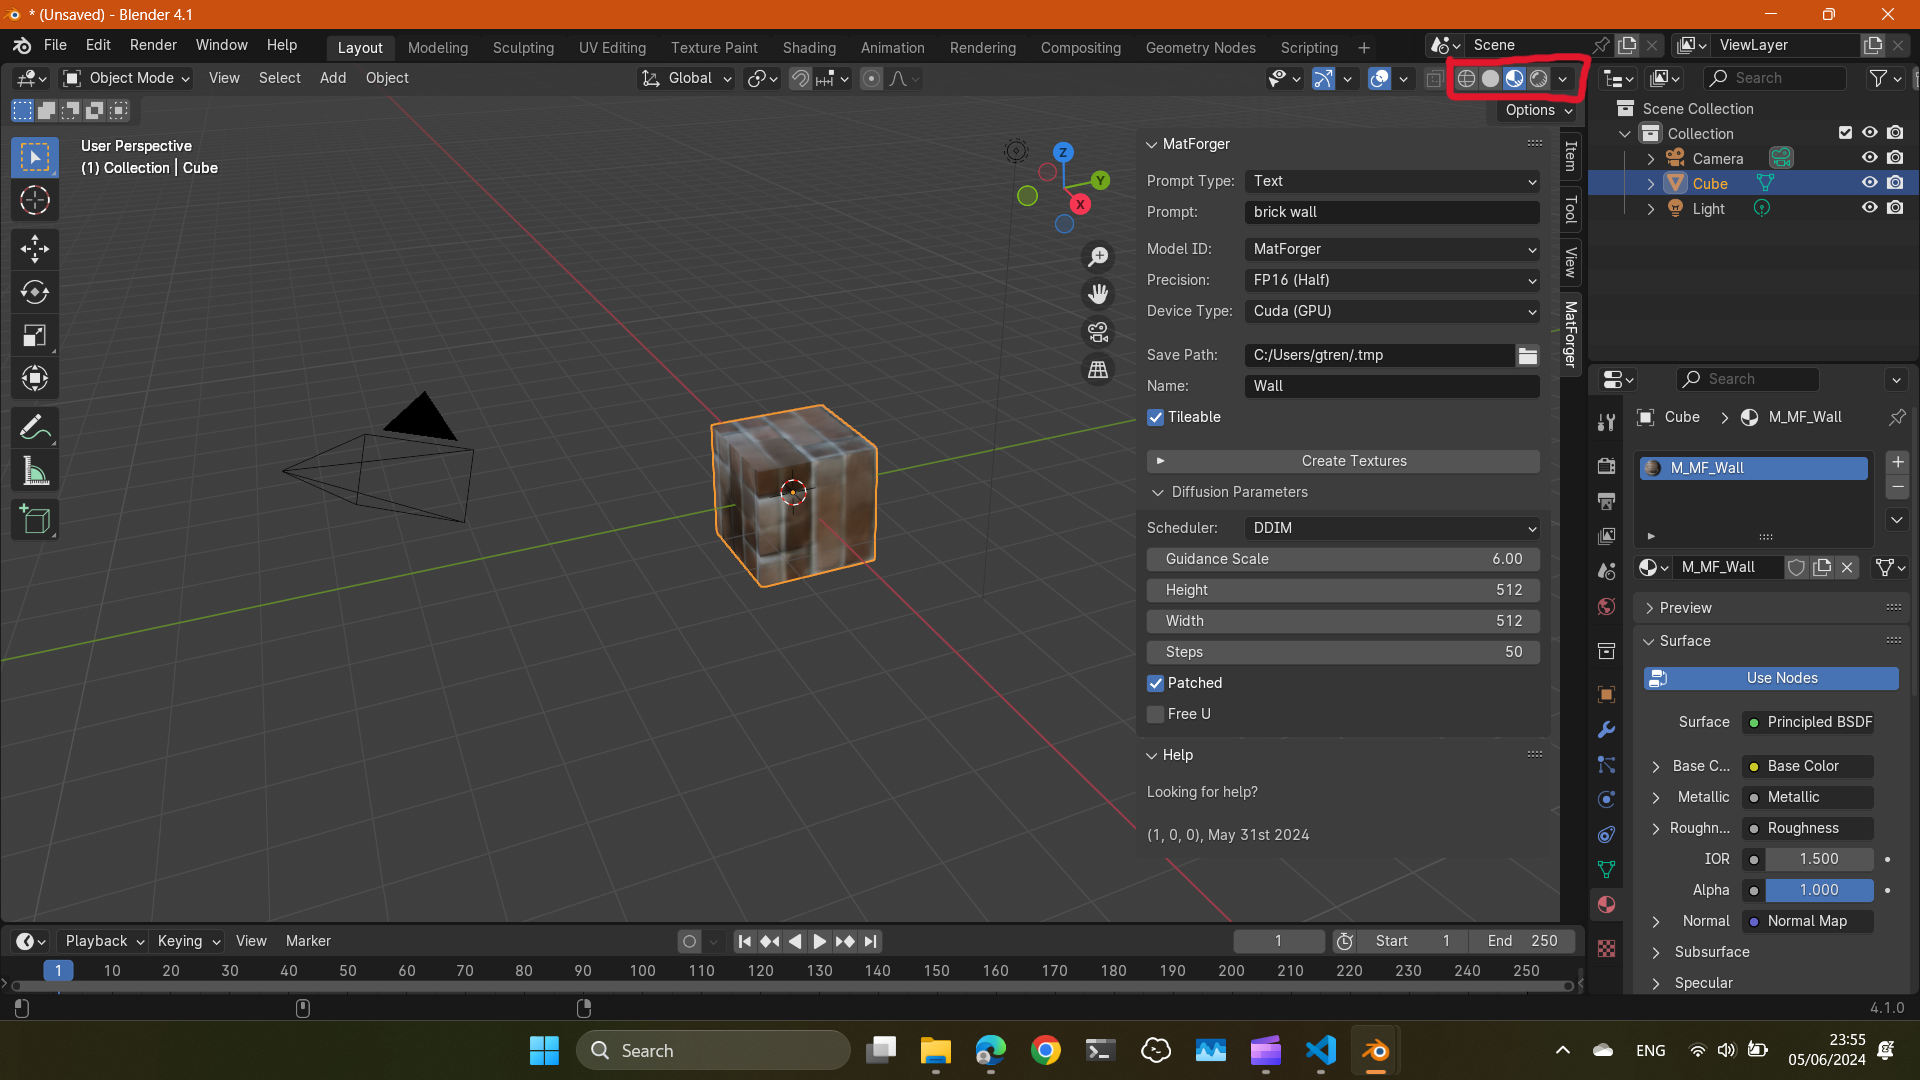 * (Unsaved) - Blender 4.1
File Edit Render Window Help
Layout Modeling Sculpting UV Editing Texture Paint Shading Animation Rendering Compositing Geometry Nodes Scripting +
Scene
ViewLayer
Object Mode View Select Add Object
Global
Search
Options
User Perspective
(1) Collection | Cube
Z
Y
X
MatForger
Prompt Type: Text
Prompt: brick wall
Model ID: MatForger
Precision: FP16 (Half)
Device Type: Cuda (GPU)
Save Path: C:/Users/gtren/.tmp
Name: Wall
Tileable
Create Textures
Diffusion Parameters
Scheduler: DDIM
Guidance Scale 6.00
Height 512
Width 512
Steps 50
Patched
Free U
Help
Looking for help?
(1, 0, 0), May 31st 2024
Item
Tool
View
MatForger
Scene Collection
Collection
Camera
Cube
Light
Search
Cube M_MF_Wall
M_MF_Wall
M_MF_Wall
Preview
Surface
Use Nodes
Surface Principled BSDF
Base C... Base Color
Metallic Metallic
Roughn... Roughness
IOR 1.500
Alpha 1.000
Normal Normal Map
Subsurface
Specular
Playback Keying View Marker
1 Start 1 End 250
1 10 20 30 40 50 60 70 80 90 100 110 120 130 140 150 160 170 180 190 200 210 220 230 240 250
4.1.0
Search
ENG
23:55
05/06/2024